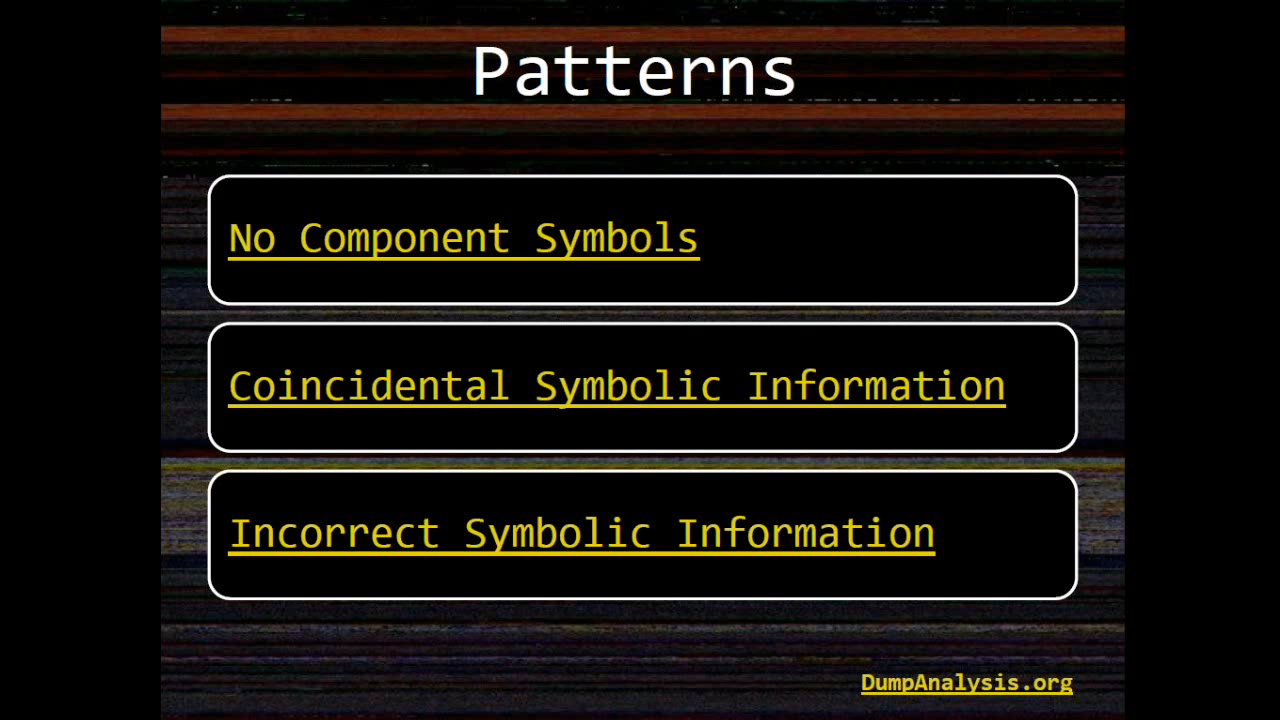 Patterns
No Component Symbols
Coincidental Symbolic Information
Incorrect Symbolic Information
DumpAnalysis.org